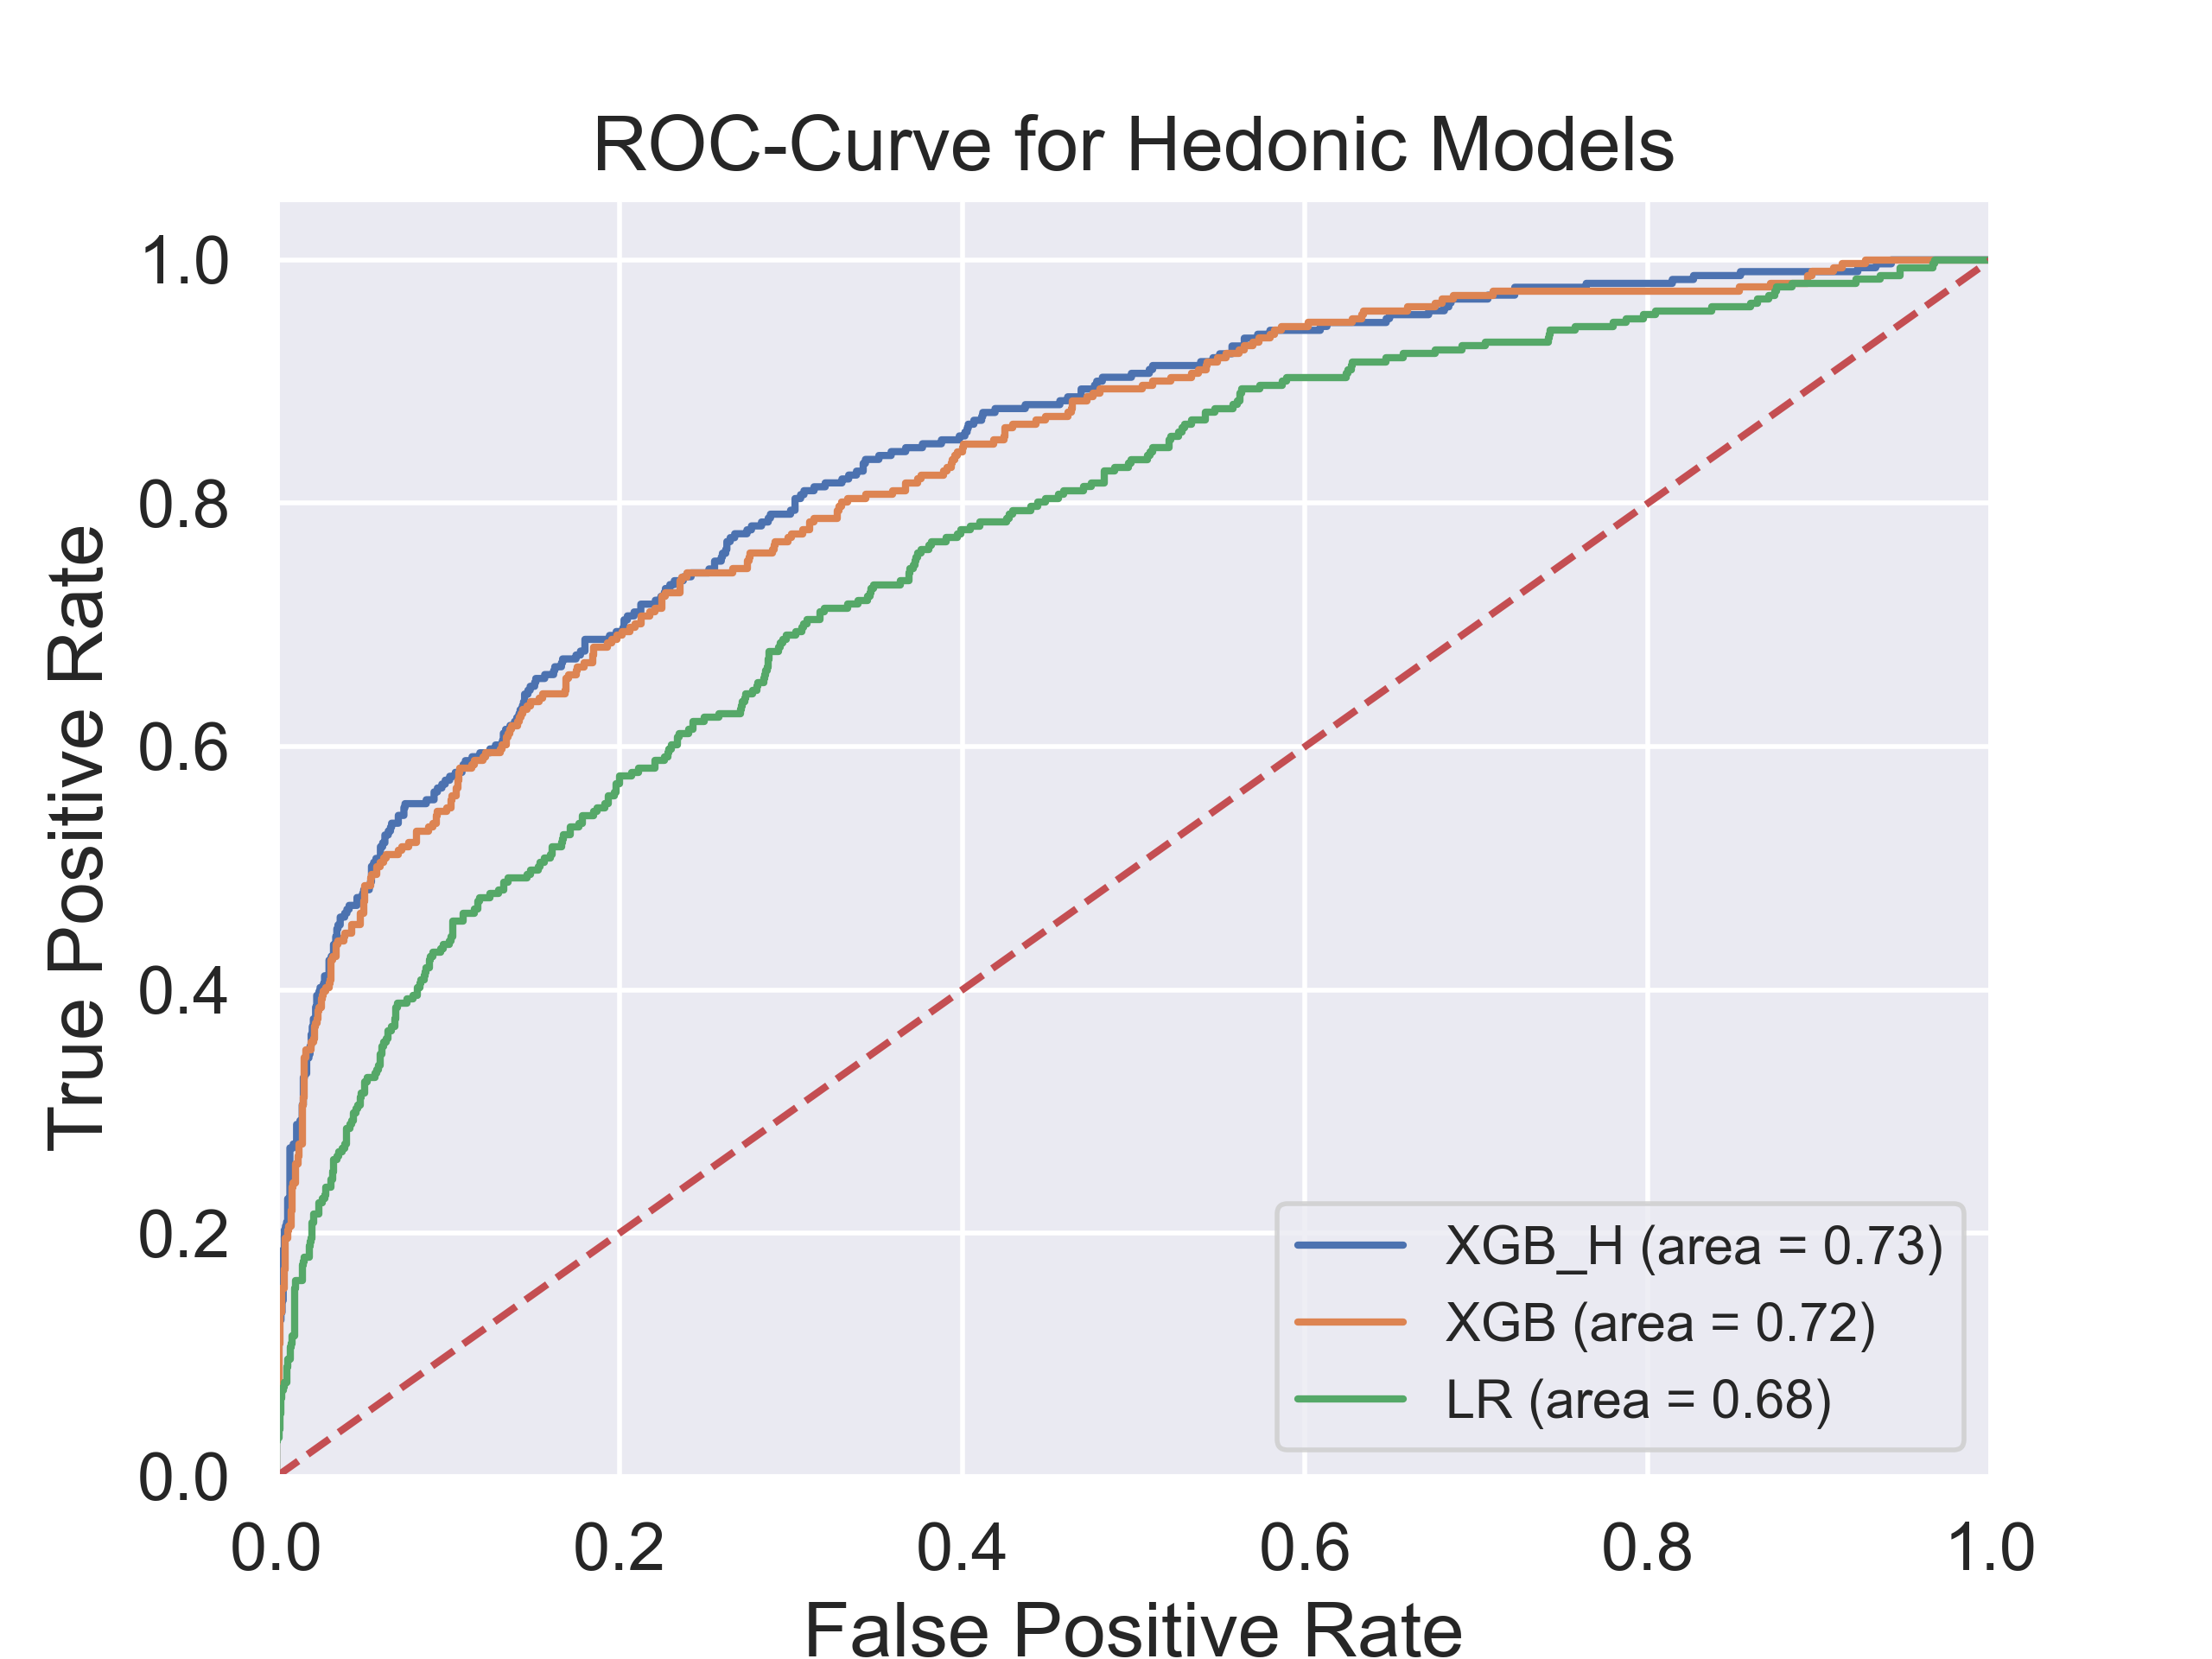 ROC-Curve for Hedonic Models
True Positive Rate
1.0
0.8
0.6
0.4
0.2
0.0
0.0 0.2 0.4 0.6 0.8 1.0
False Positive Rate
XGB_H (area = 0.73)
XGB (area = 0.72)
LR (area = 0.68)